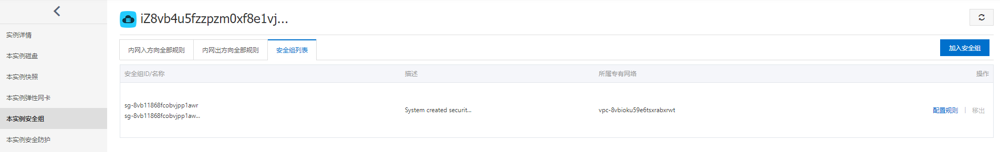 iZ8vb4u5fzzpzm0xf8e1vj...
实例详情
本实例磁盘
本实例快照
本实例弹性网卡
本实例安全组
本实例安全防护
内网入方向全部规则
内网出方向全部规则
安全组列表
加入安全组
安全组ID/名称
描述
所属专有网络
操作
sg-8vb11868fcobvjpp1awr
sg-8vb11868fcobvjpp1aw...
System created securit...
vpc-8vbioku59e6tsxrabxrwt
配置规则 | 移出